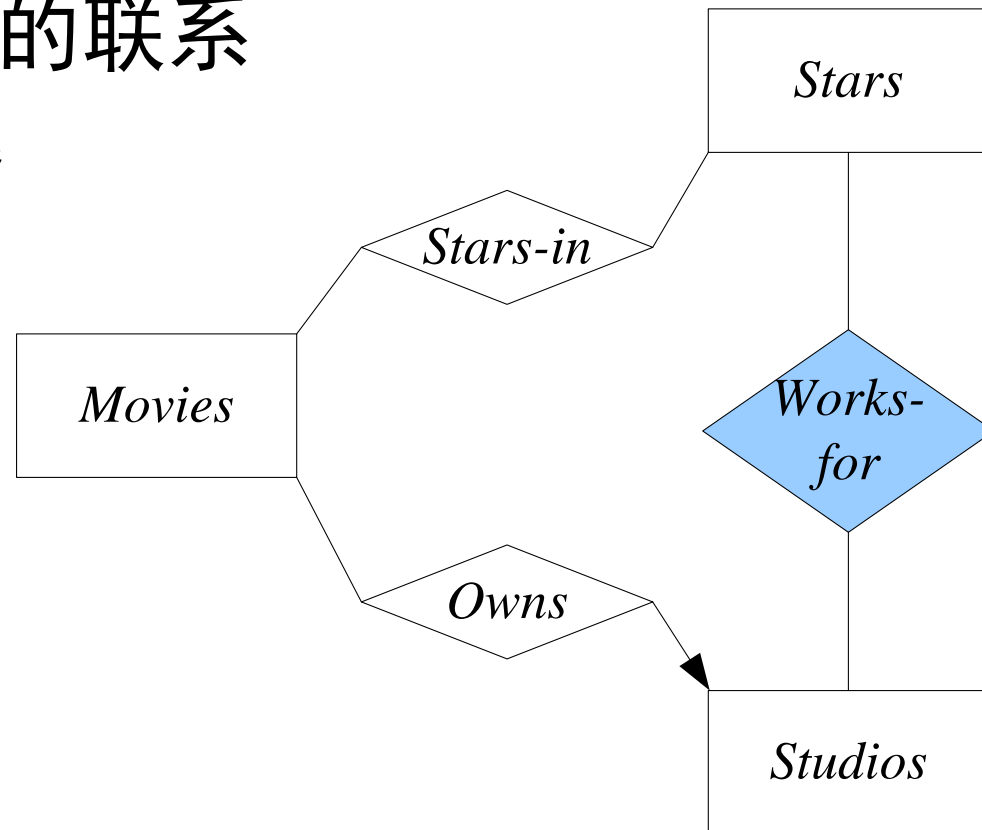 的联系
Stars
Stars-in
Movies
Works-
for
Owns
Studios